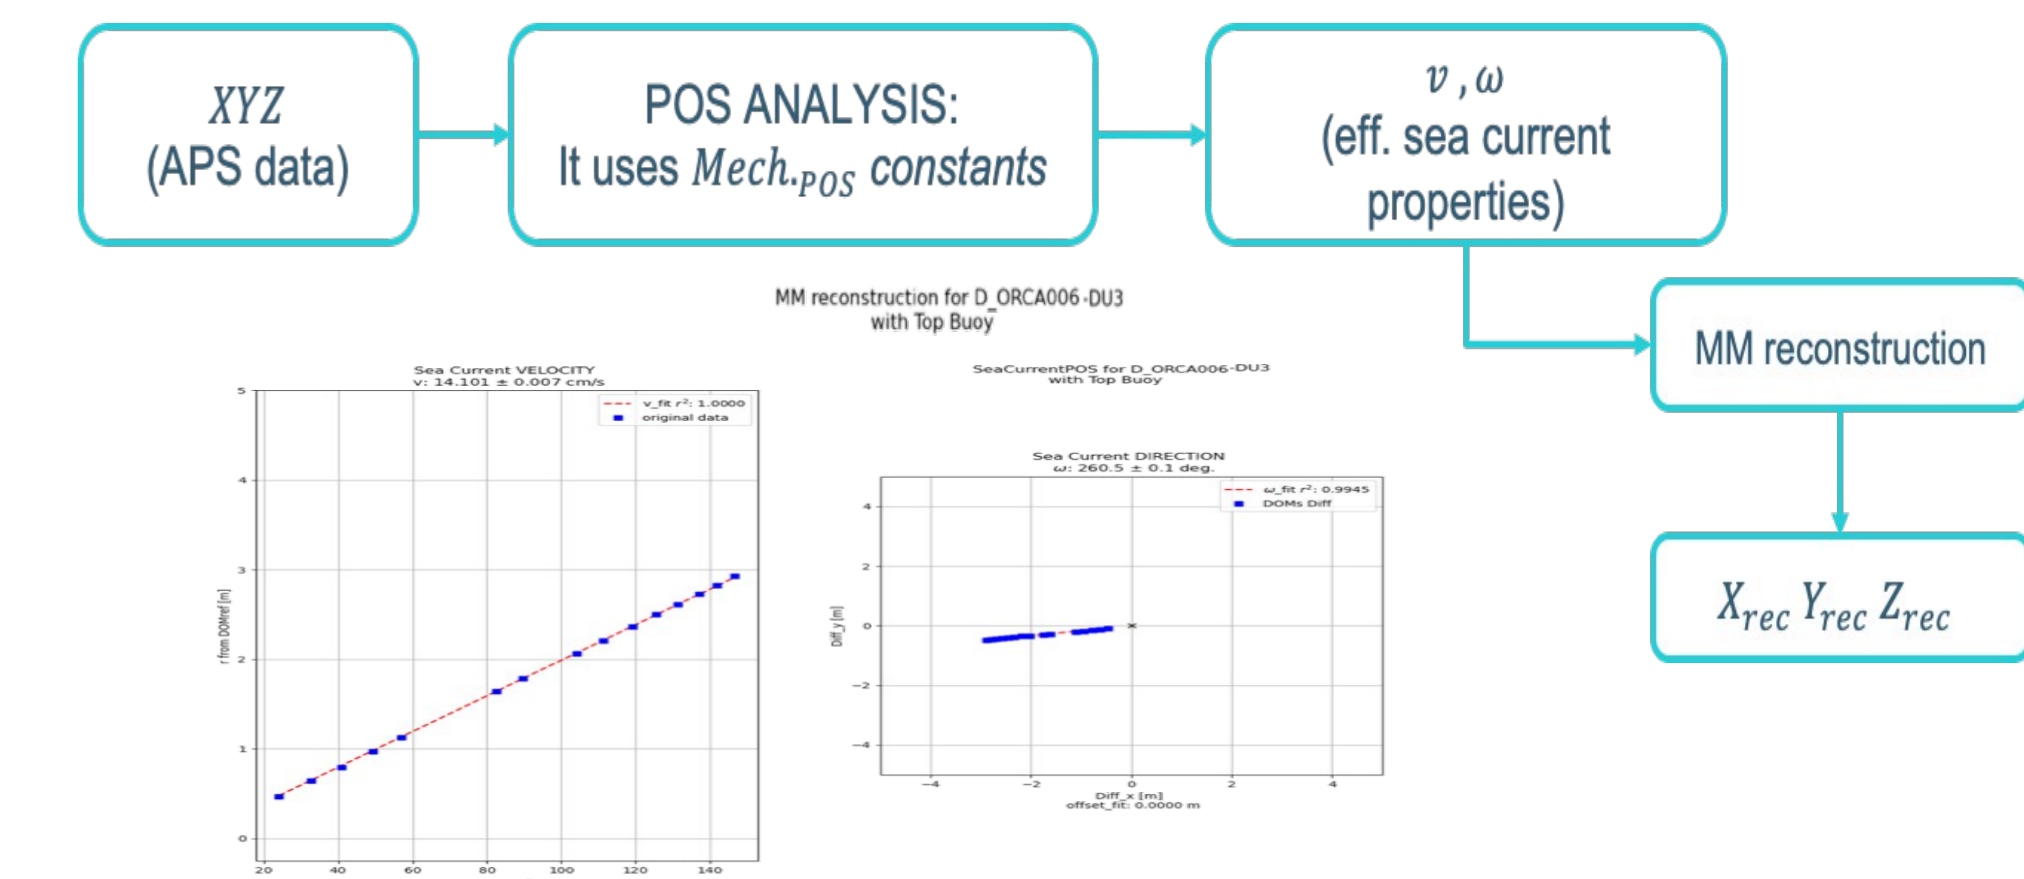 XYZ
(APS data)
POS ANALYSIS:
It uses Mech.POS constants
v , ω
(eff. sea current
properties)
MM reconstruction
Xrec Yrec Zrec
MM reconstruction for D_ORCA006-DU3
with Top Buoy
Sea Current VELOCITY
v: 14.101 ± 0.007 cm/s
v_fit r²: 1.0000
original data
r from DOMref [m]
5
4
3
2
1
0
20 40 60 80 100 120 140
SeaCurrentPOS for D_ORCA006-DU3
with Top Buoy
Sea Current DIRECTION
ω: 260.5 ± 0.1 deg.
ω_fit r²: 0.9945
DOMs Diff
Diff_y [m]
4
2
0
−2
−4
−4 −2 0 2 4
Diff_x [m]
offset_fit: 0.0000 m